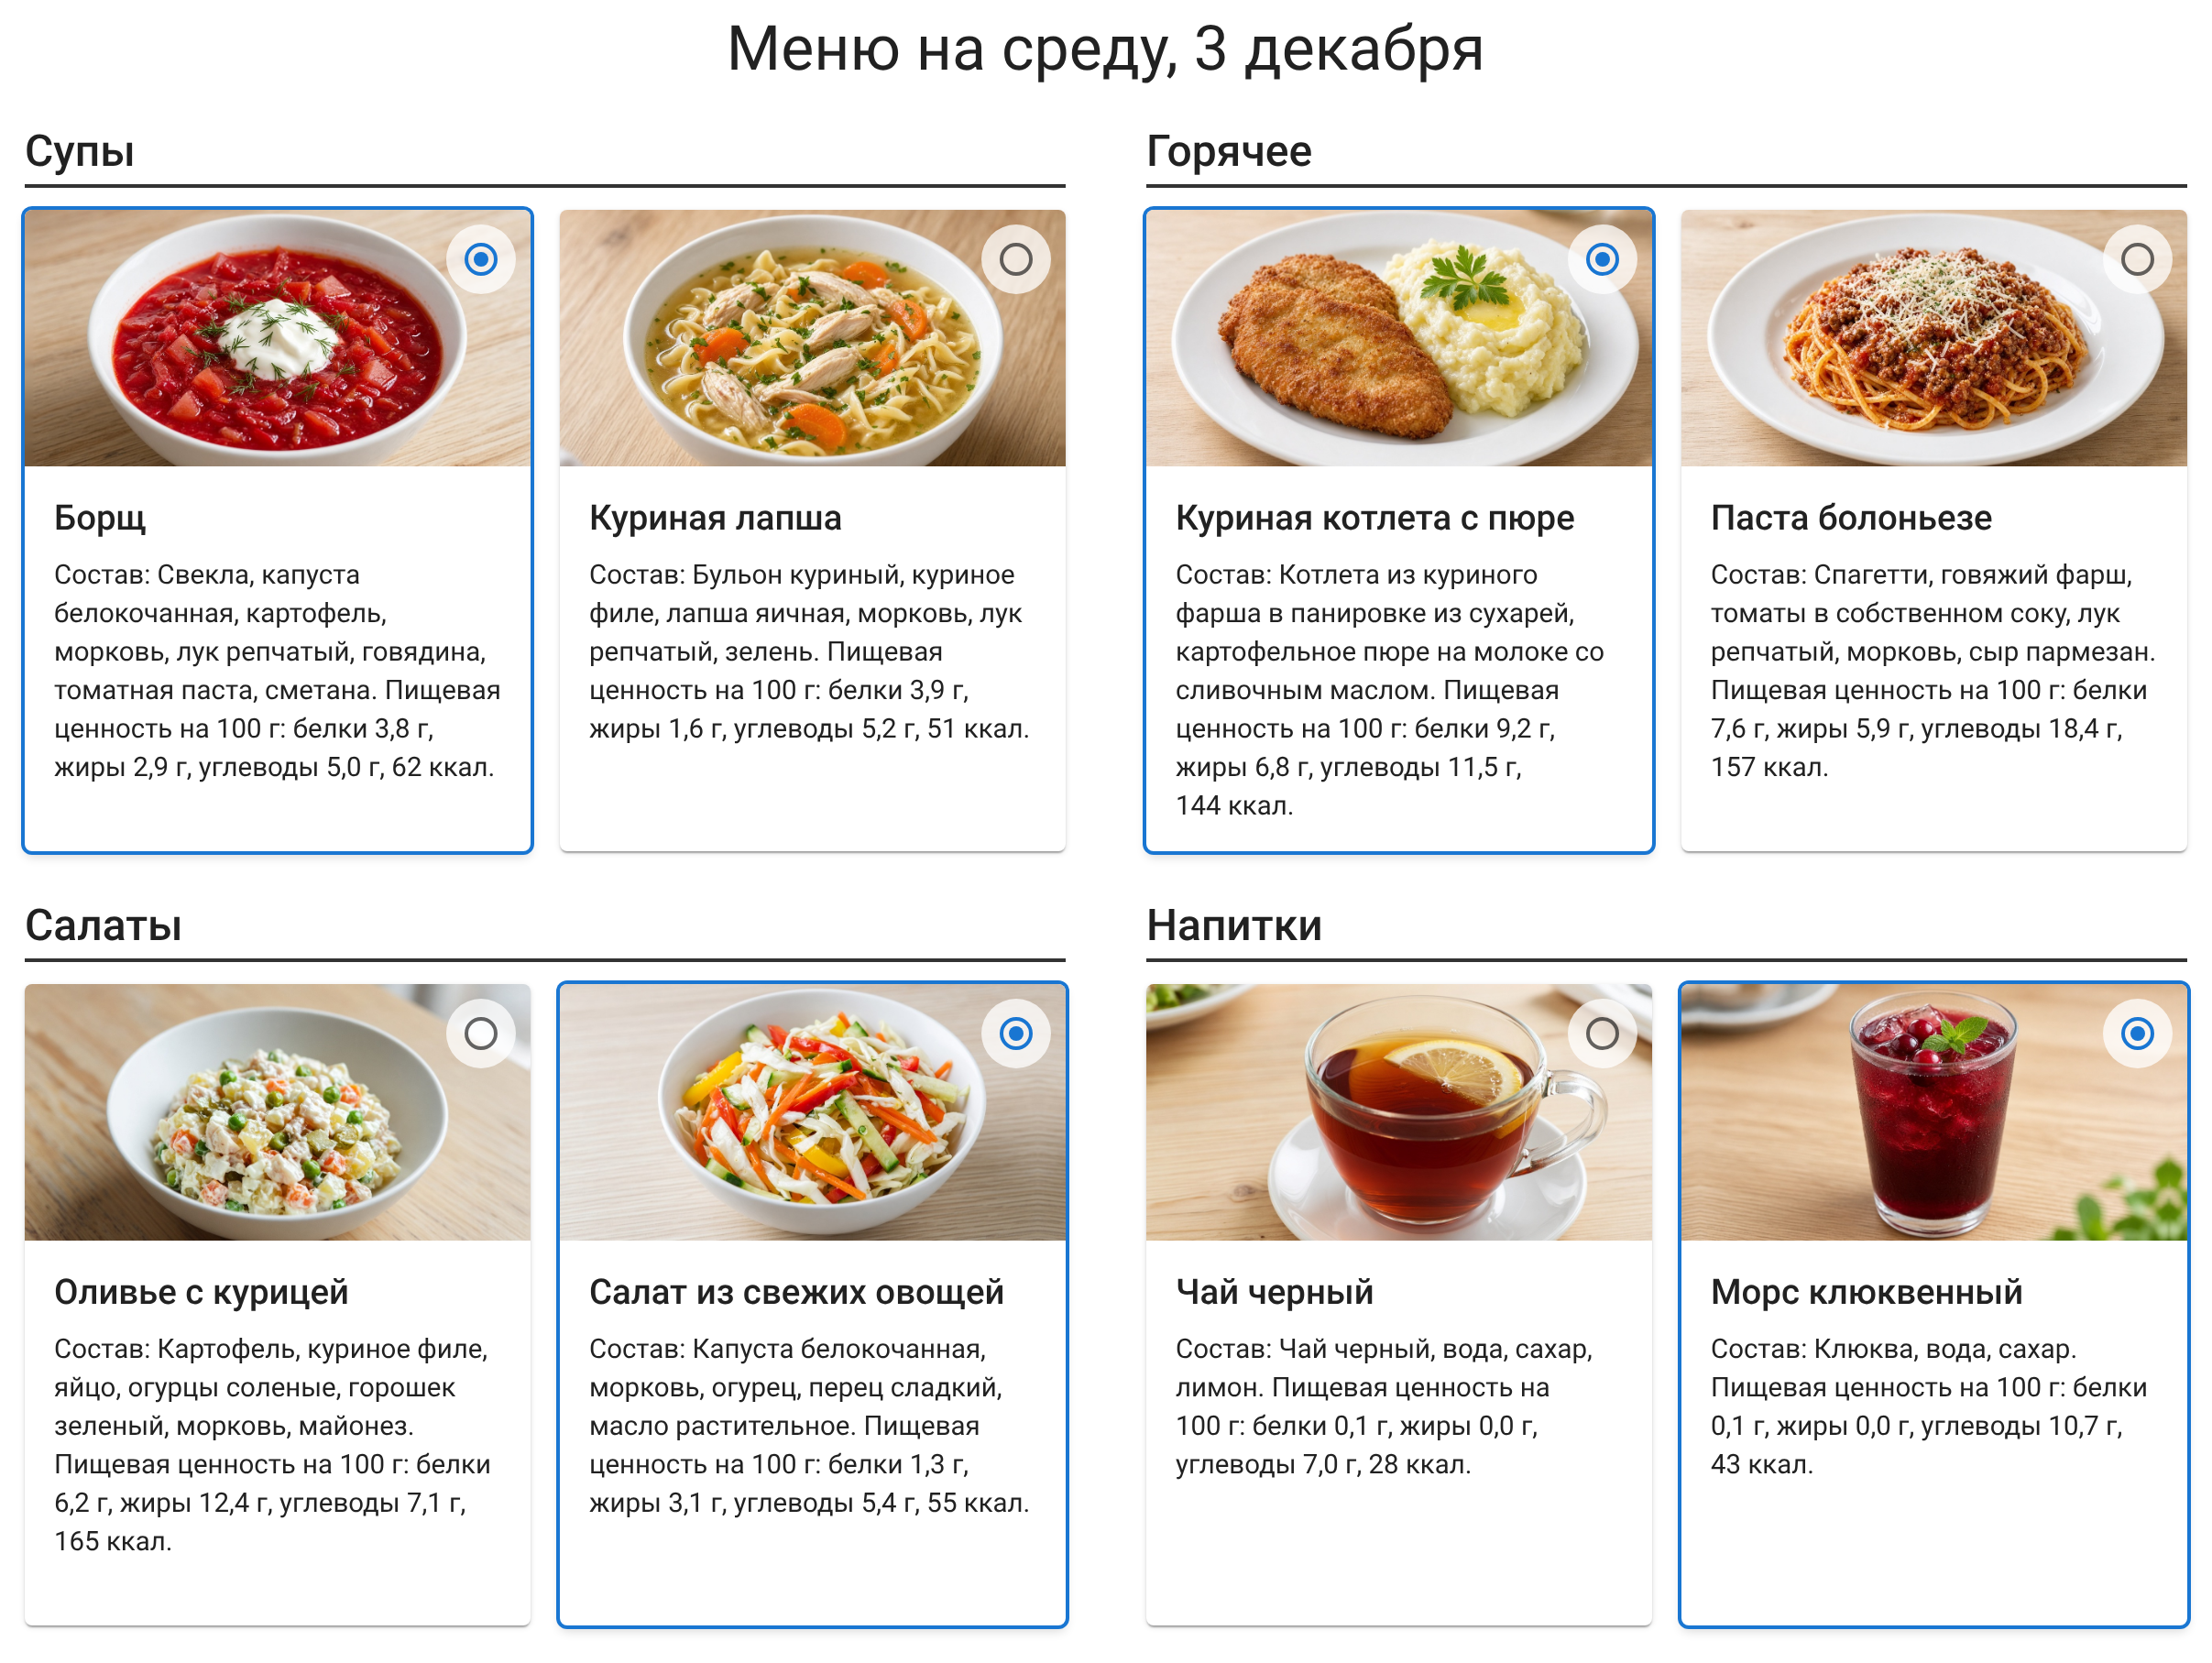 Меню на среду, 3 декабря
Супы
Борщ
Состав: Свекла, капуста
белокочанная, картофель,
морковь, лук репчатый, говядина,
томатная паста, сметана. Пищевая
ценность на 100 г: белки 3,8 г,
жиры 2,9 г, углеводы 5,0 г, 62 ккал.
Куриная лапша
Состав: Бульон куриный, куриное
филе, лапша яичная, морковь, лук
репчатый, зелень. Пищевая
ценность на 100 г: белки 3,9 г,
жиры 1,6 г, углеводы 5,2 г, 51 ккал.
Горячее
Куриная котлета с пюре
Состав: Котлета из куриного
фарша в панировке из сухарей,
картофельное пюре на молоке со
сливочным маслом. Пищевая
ценность на 100 г: белки 9,2 г,
жиры 6,8 г, углеводы 11,5 г,
144 ккал.
Паста болоньезе
Состав: Спагетти, говяжий фарш,
томаты в собственном соку, лук
репчатый, морковь, сыр пармезан.
Пищевая ценность на 100 г: белки
7,6 г, жиры 5,9 г, углеводы 18,4 г,
157 ккал.
Салаты
Оливье с курицей
Состав: Картофель, куриное филе,
яйцо, огурцы соленые, горошек
зеленый, морковь, майонез.
Пищевая ценность на 100 г: белки
6,2 г, жиры 12,4 г, углеводы 7,1 г,
165 ккал.
Салат из свежих овощей
Состав: Капуста белокочанная,
морковь, огурец, перец сладкий,
масло растительное. Пищевая
ценность на 100 г: белки 1,3 г,
жиры 3,1 г, углеводы 5,4 г, 55 ккал.
Напитки
Чай черный
Состав: Чай черный, вода, сахар,
лимон. Пищевая ценность на
100 г: белки 0,1 г, жиры 0,0 г,
углеводы 7,0 г, 28 ккал.
Морс клюквенный
Состав: Клюква, вода, сахар.
Пищевая ценность на 100 г: белки
0,1 г, жиры 0,0 г, углеводы 10,7 г,
43 ккал.